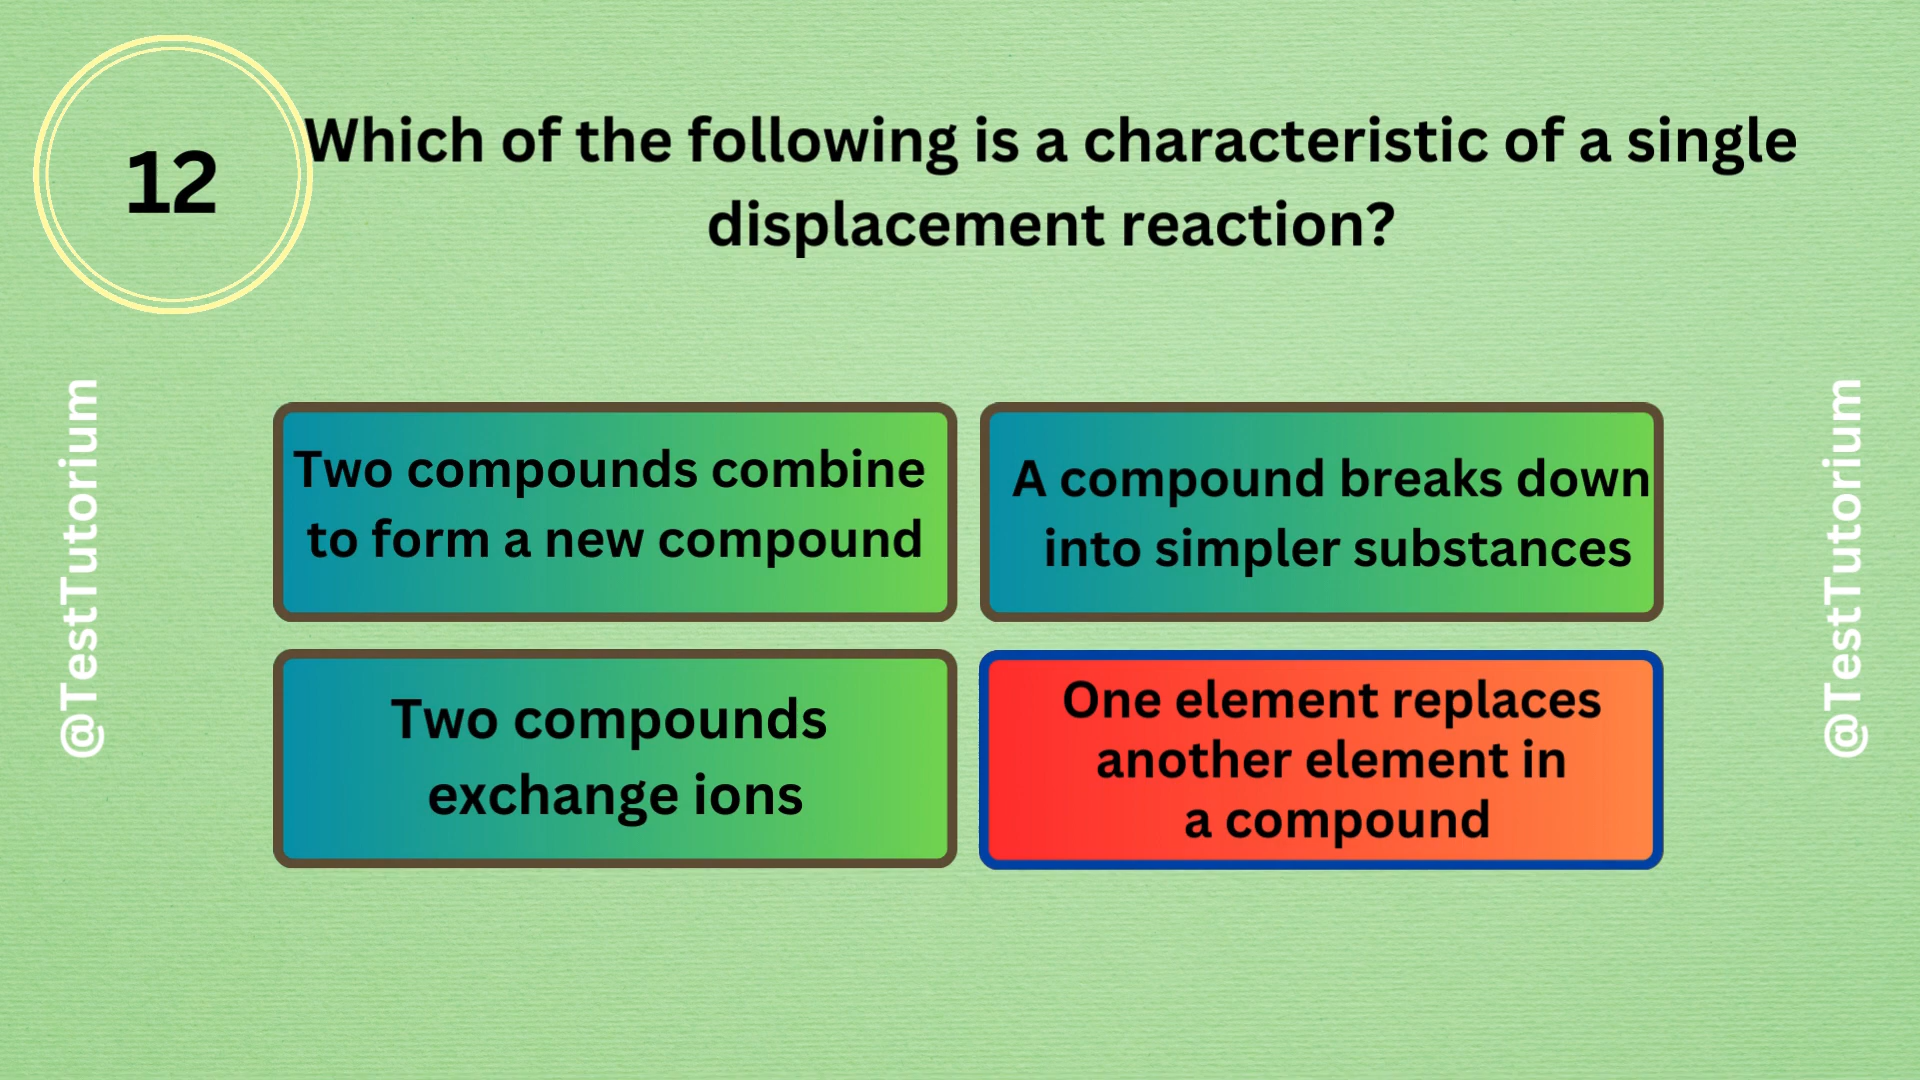 12
Which of the following is a characteristic of a single
displacement reaction?
Two compounds combine
to form a new compound
A compound breaks down
into simpler substances
Two compounds
exchange ions
One element replaces
another element in
a compound
@TestTutorium
@TestTutorium